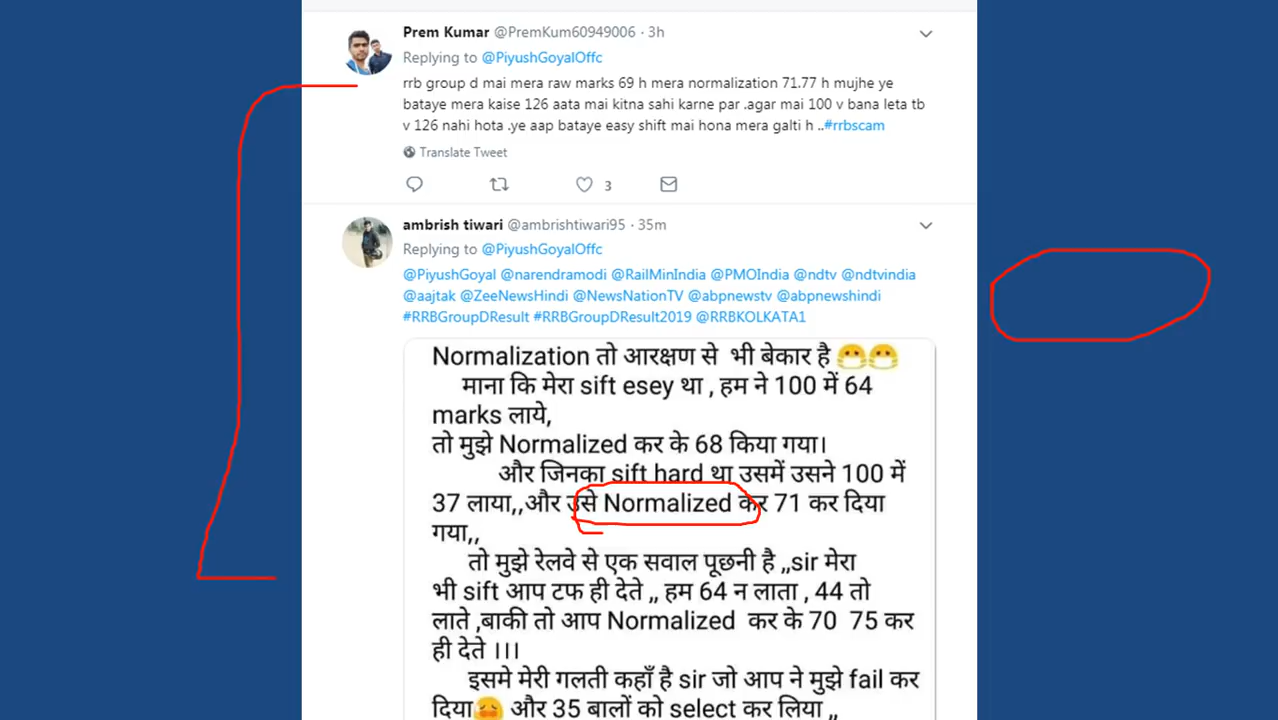 Prem Kumar @PremKum60949006 · 3h
Replying to @PiyushGoyalOffc
rrb group d mai mera raw marks 69 h mera normalization 71.77 h mujhe ye
bataye mera kaise 126 aata mai kitna sahi karne par .agar mai 100 v bana leta tb
v 126 nahi hota .ye aap bataye easy shift mai hona mera galti h ..#rrbscam
Translate Tweet
3
ambrish tiwari @ambrishtiwari95 · 35m
Replying to @PiyushGoyalOffc
@PiyushGoyal @narendramodi @RailMinIndia @PMOIndia @ndtv @ndtvindia
@aajtak @ZeeNewsHindi @NewsNationTV @abpnewstv @abpnewshindi
#RRBGroupDResult #RRBGroupDResult2019 @RRBKOLKATA1
Normalization तो आरक्षण से भी बेकार है 😷😷
माना कि मेरा sift esey था , हम ने 100 में 64
marks लाये,
तो मुझे Normalized कर के 68 किया गया।
और जिनका sift hard था उसमें उसने 100 में
37 लाया,,और उसे Normalized कर 71 कर दिया
गया,,
तो मुझे रेलवे से एक सवाल पूछनी है ,,sir मेरा
भी sift आप टफ ही देते ,, हम 64 न लाता , 44 तो
लाते ,बाकी तो आप Normalized कर के 70 75 कर
ही देते ।।।
इसमे मेरी गलती कहाँ है sir जो आप ने मुझे fail कर
दिया😩 और 35 बालों को select कर लिया ,,